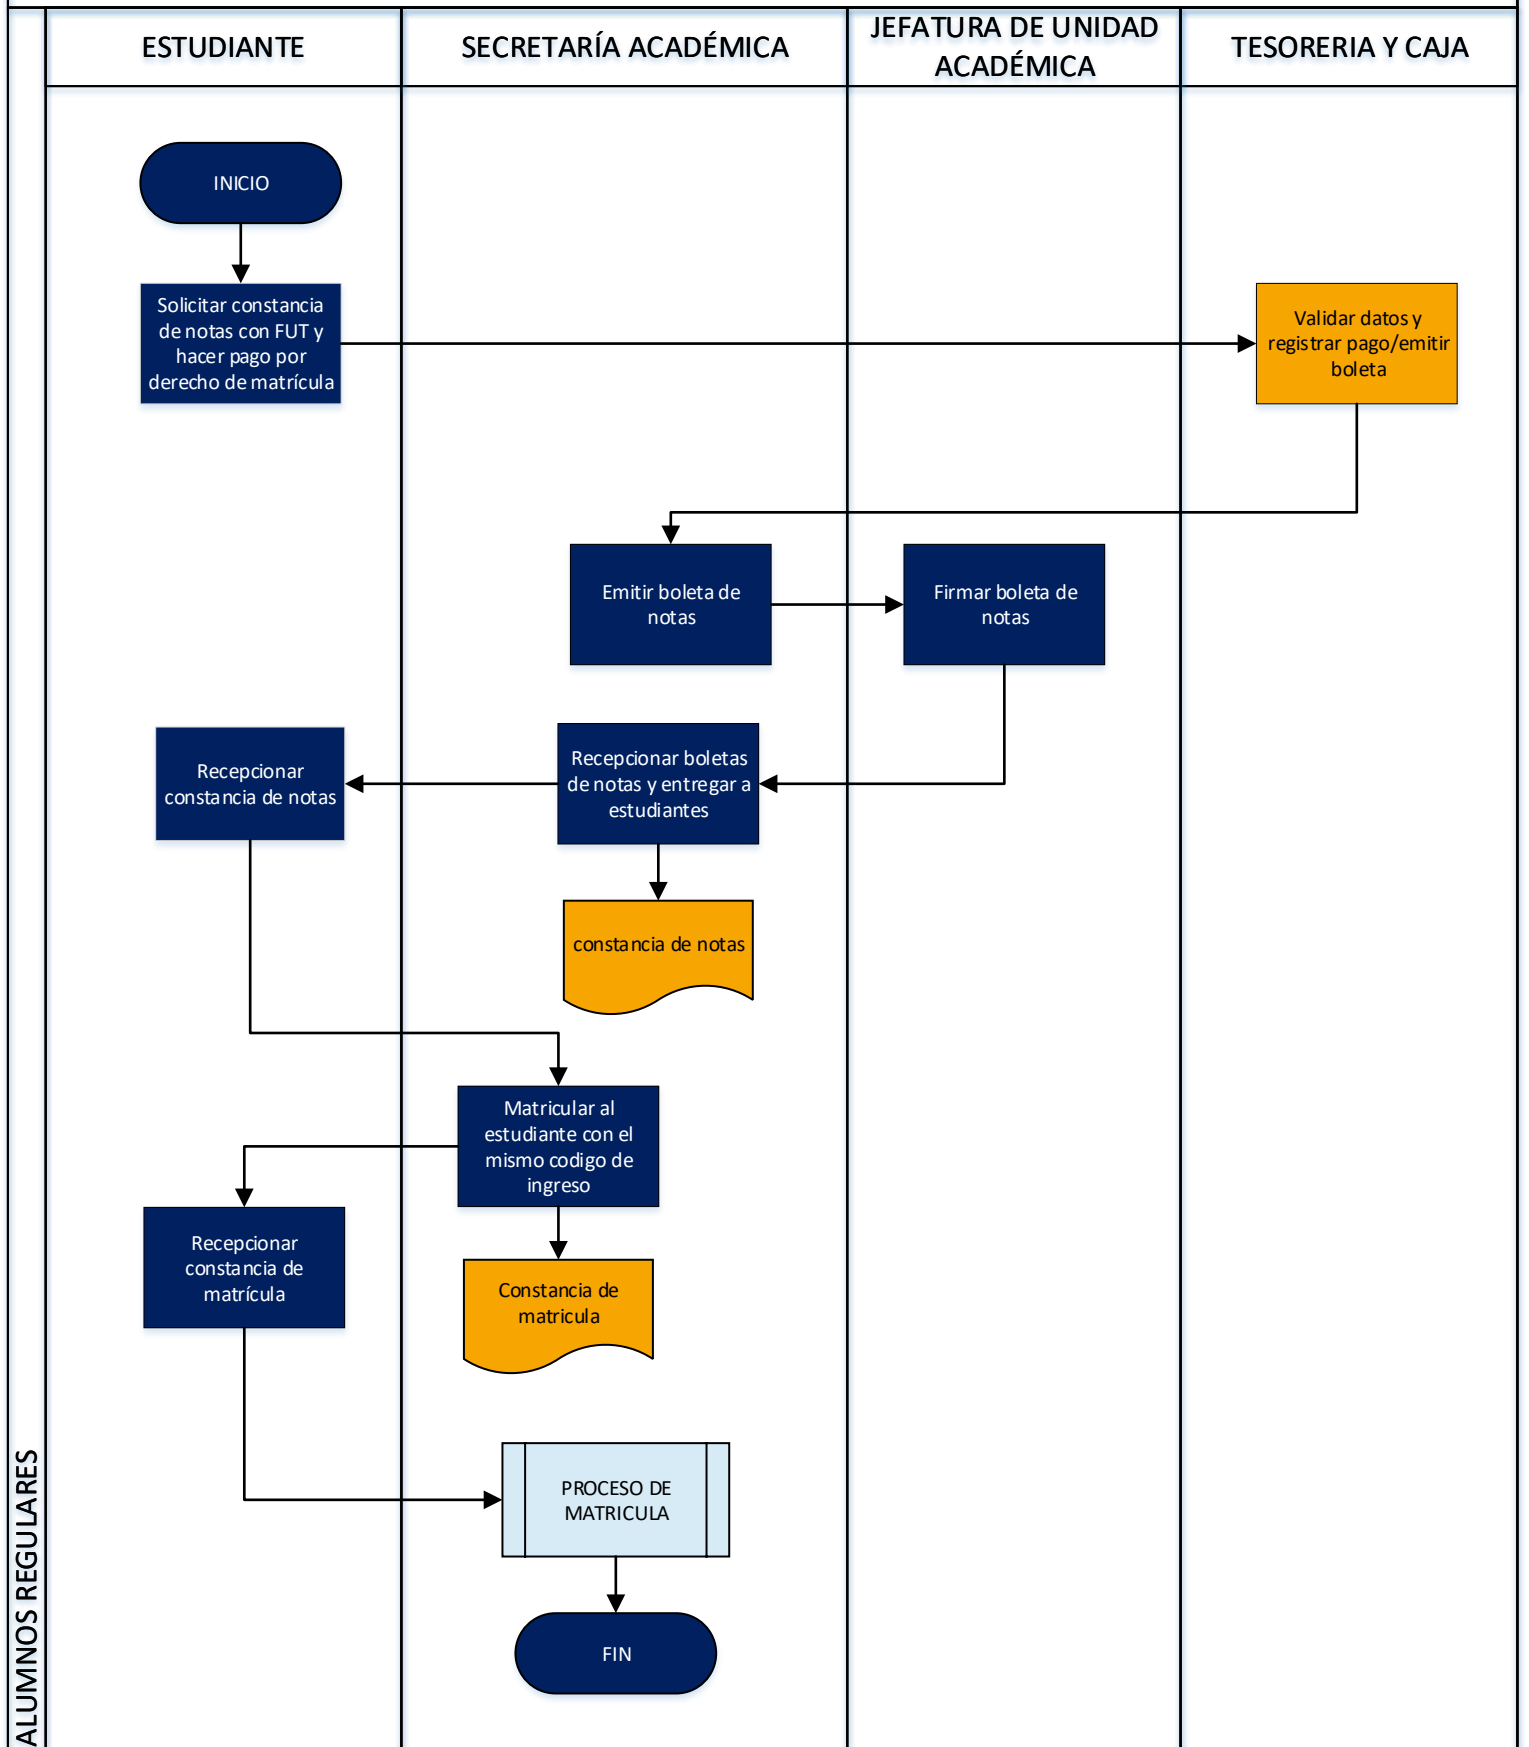 ESTUDIANTE
SECRETARÍA ACADÉMICA
JEFATURA DE UNIDAD
ACADÉMICA
TESORERIA Y CAJA
INICIO
Solicitar constancia
de notas con FUT y
hacer pago por
derecho de matrícula
Validar datos y
registrar pago/emitir
boleta
Emitir boleta de
notas
Firmar boleta de
notas
Recepcionar
constancia de notas
Recepcionar boletas
de notas y entregar a
estudiantes
constancia de notas
Matricular al
estudiante con el
mismo codigo de
ingreso
Recepcionar
constancia de
matrícula
Constancia de
matricula
PROCESO DE
MATRICULA
FIN
ALUMNOS REGULARES